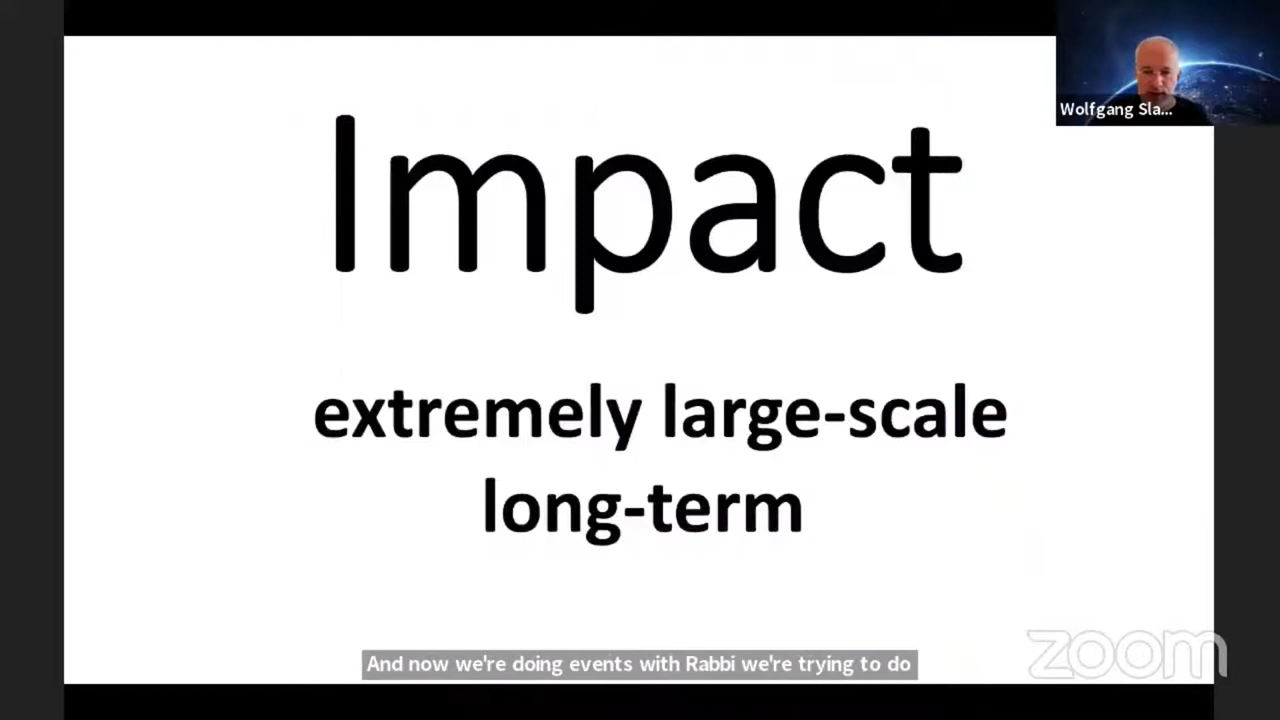 Wolfgang Sla...
Impact
extremely large-scale
long-term
And now we're doing events with Rabbi we're trying to do
zoom